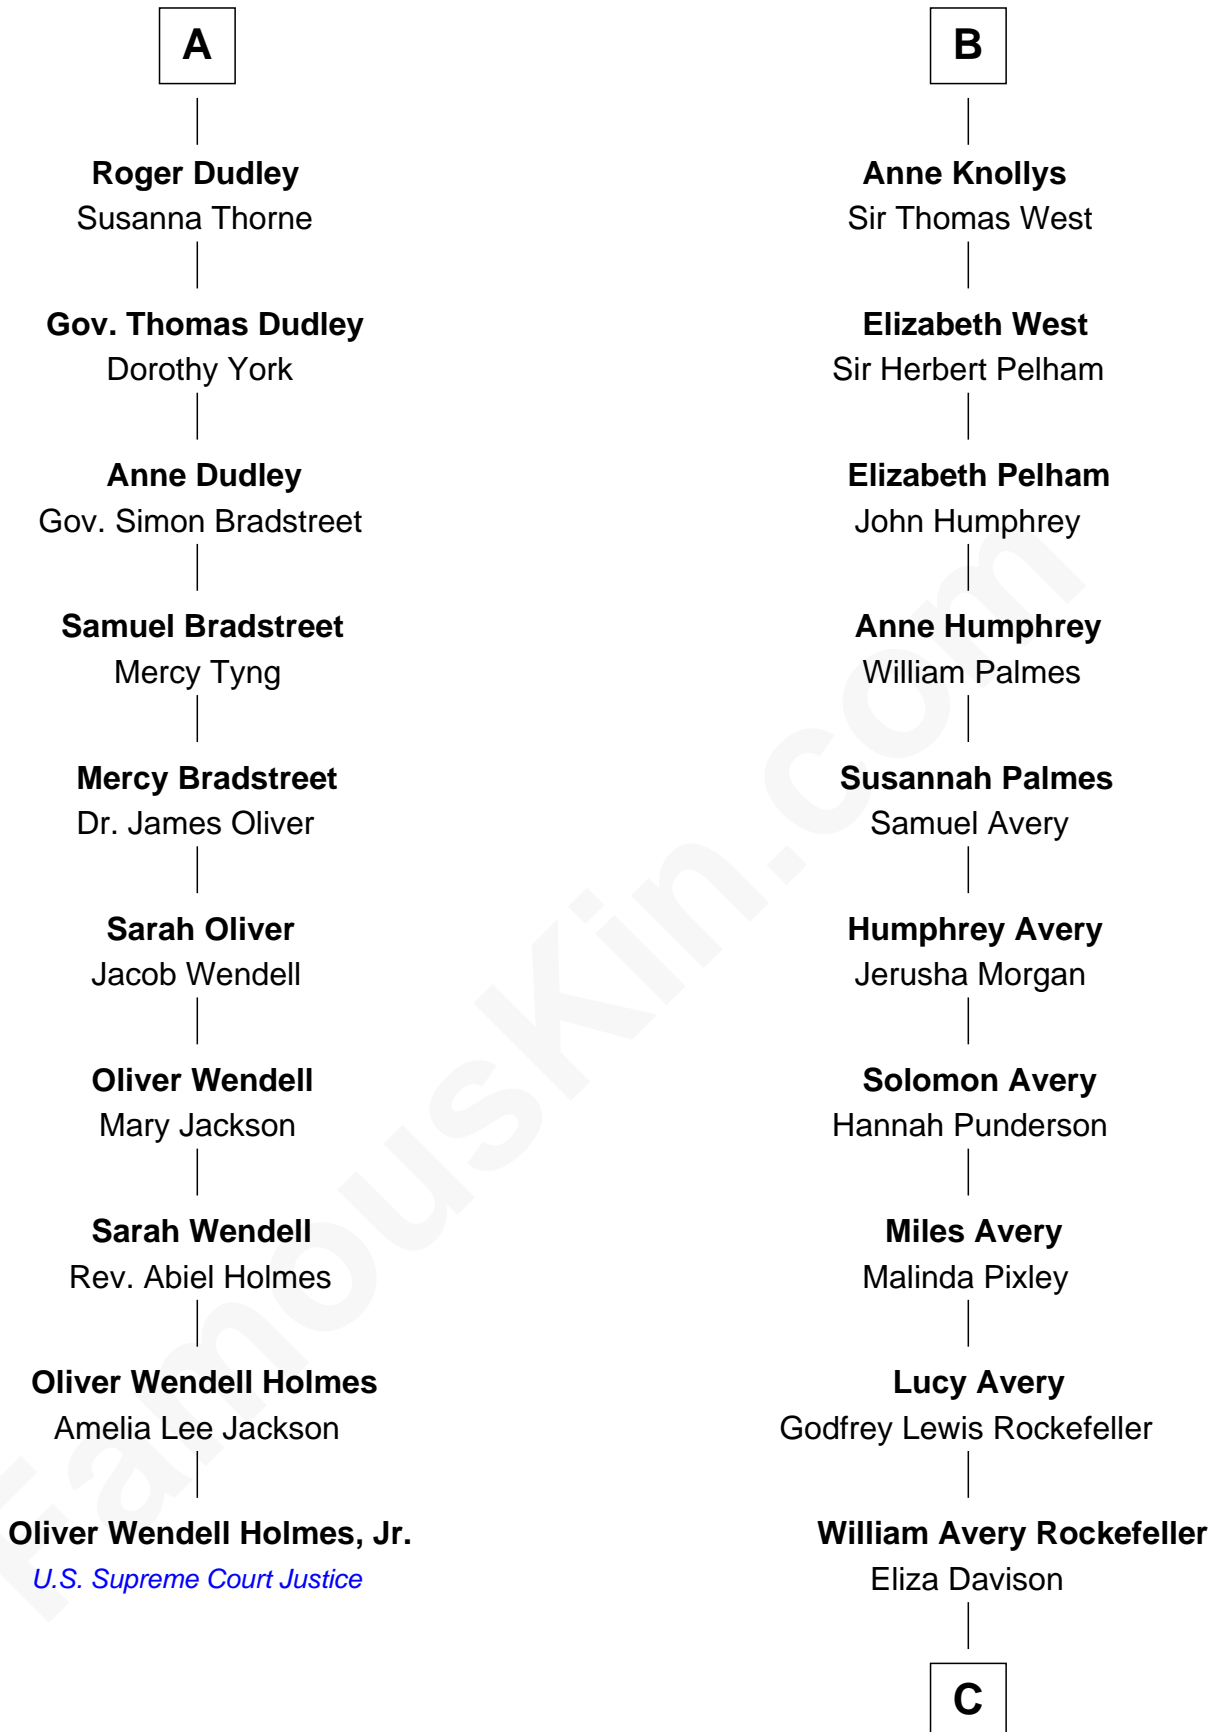 A
Roger Dudley
Susanna Thorne
Gov. Thomas Dudley
Dorothy York
Anne Dudley
Gov. Simon Bradstreet
Samuel Bradstreet
Mercy Tyng
Mercy Bradstreet
Dr. James Oliver
Sarah Oliver
Jacob Wendell
Oliver Wendell
Mary Jackson
Sarah Wendell
Rev. Abiel Holmes
Oliver Wendell Holmes
Amelia Lee Jackson
Oliver Wendell Holmes, Jr.
U.S. Supreme Court Justice
B
Anne Knollys
Sir Thomas West
Elizabeth West
Sir Herbert Pelham
Elizabeth Pelham
John Humphrey
Anne Humphrey
William Palmes
Susannah Palmes
Samuel Avery
Humphrey Avery
Jerusha Morgan
Solomon Avery
Hannah Punderson
Miles Avery
Malinda Pixley
Lucy Avery
Godfrey Lewis Rockefeller
William Avery Rockefeller
Eliza Davison
C
FamousKin.com